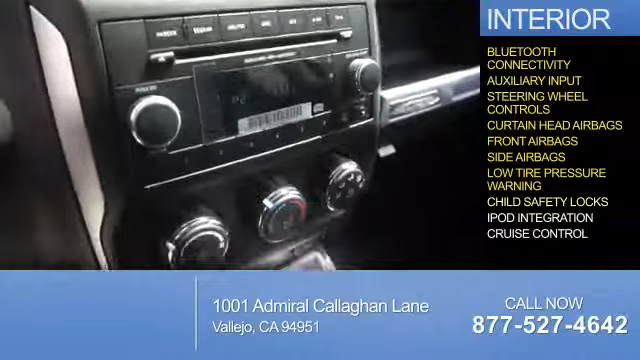 INTERIOR
BLUETOOTH
CONNECTIVITY
AUXILIARY INPUT
STEERING WHEEL
CONTROLS
CURTAIN HEAD AIRBAGS
FRONT AIRBAGS
SIDE AIRBAGS
LOW TIRE PRESSURE
WARNING
CHILD SAFETY LOCKS
IPOD INTEGRATION
CRUISE CONTROL
1001 Admiral Callaghan Lane
Vallejo, CA 94951
CALL NOW
877-527-4642